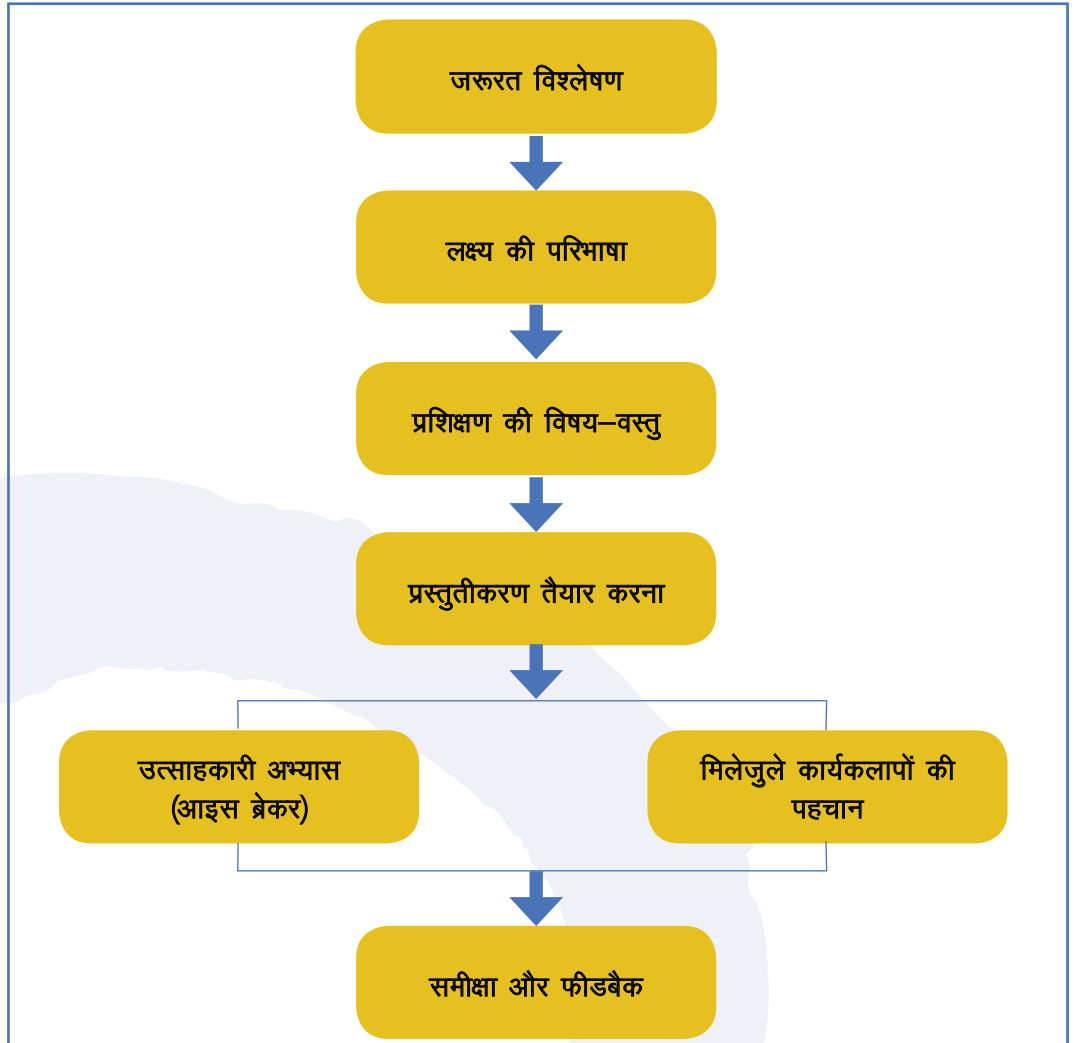 जरूरत विश्लेषण
लक्ष्य की परिभाषा
प्रशिक्षण की विषय–वस्तु
प्रस्तुतीकरण तैयार करना
उत्साहकारी अभ्यास
(आइस ब्रेकर)
मिलेजुले कार्यकलापों की
पहचान
समीक्षा और फीडबैक